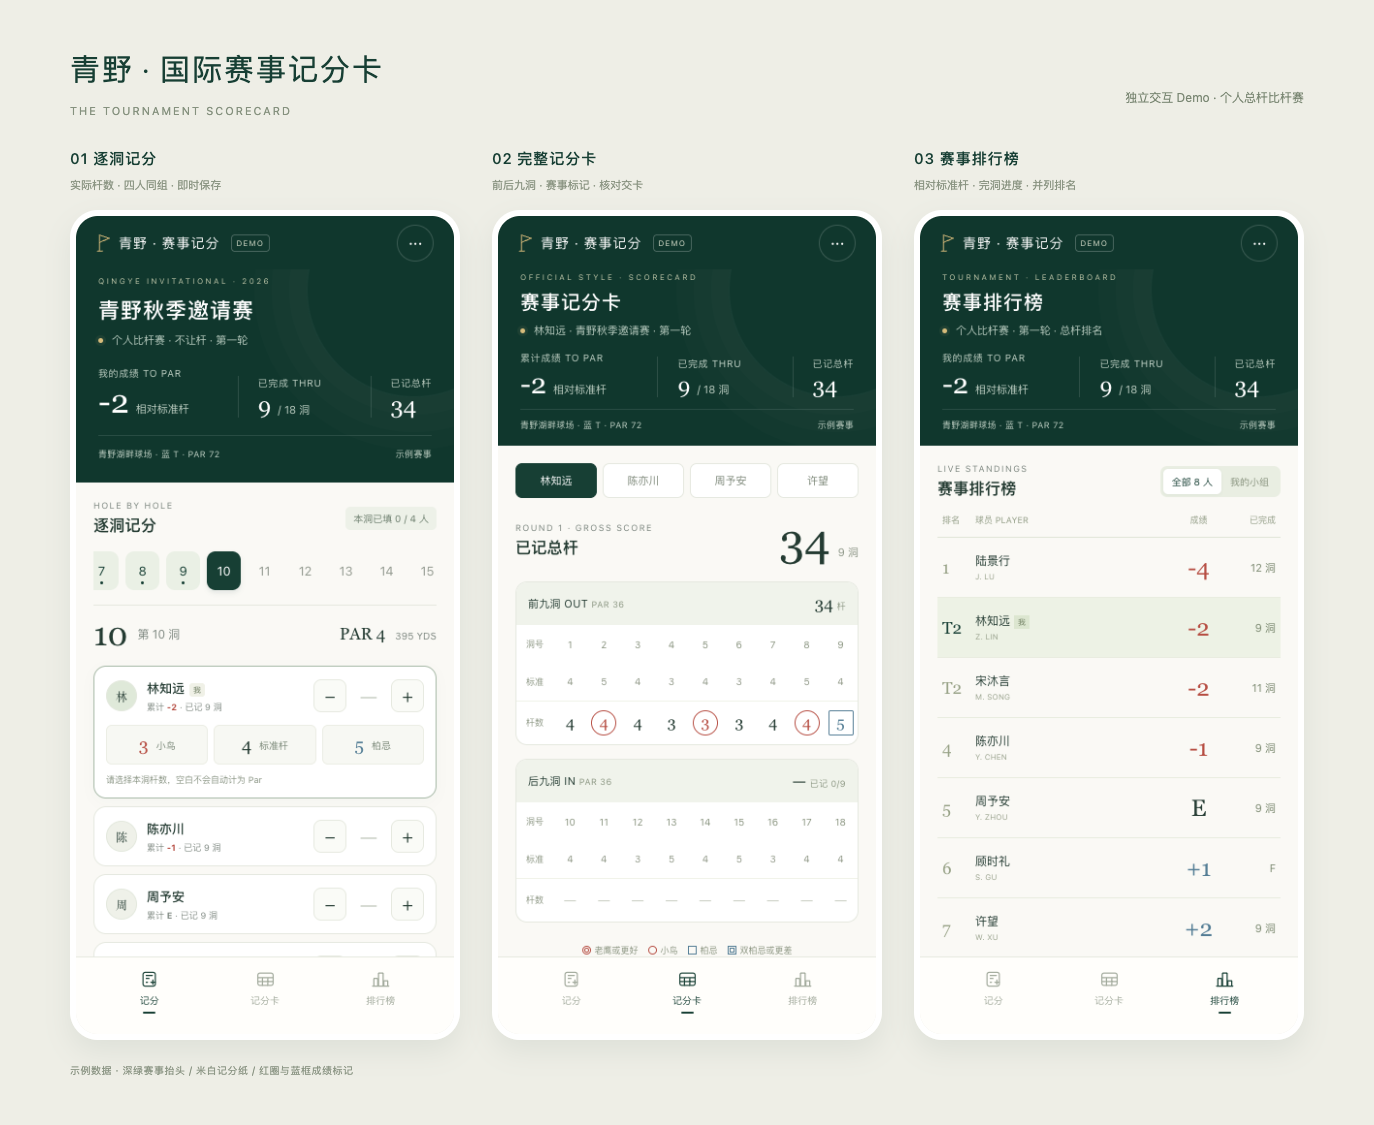 青野 · 国际赛事记分卡
THE TOURNAMENT SCORECARD
独立交互 Demo · 个人总杆比杆赛
01 逐洞记分
实际杆数 · 四人同组 · 即时保存
青野 · 赛事记分 DEMO ···
QINGYE INVITATIONAL · 2026
青野秋季邀请赛
个人比杆赛 · 不让杆 · 第一轮
我的成绩 TO PAR 已完成 THRU 已记总杆
-2 相对标准杆 9 / 18 洞 34
青野湖畔球场 · 蓝 T · PAR 72 示例赛事
HOLE BY HOLE
逐洞记分 本洞已填 0 / 4 人
7 8 9 10 11 12 13 14 15
10 第 10 洞 PAR 4 395 YDS
林 林知远 我 − — +
累计 -2 · 已记 9 洞
3 小鸟 4 标准杆 5 柏忌
请选择本洞杆数，空白不会自动计为 Par
陈 陈亦川 − — +
累计 -1 · 已记 9 洞
周 周予安 − — +
累计 E · 已记 9 洞
记分 记分卡 排行榜
02 完整记分卡
前后九洞 · 赛事标记 · 核对交卡
青野 · 赛事记分 DEMO ···
OFFICIAL STYLE · SCORECARD
赛事记分卡
林知远 · 青野秋季邀请赛 · 第一轮
累计成绩 TO PAR 已完成 THRU 已记总杆
-2 相对标准杆 9 / 18 洞 34
青野湖畔球场 · 蓝 T · PAR 72 示例赛事
林知远 陈亦川 周予安 许望
ROUND 1 · GROSS SCORE
已记总杆 34 9 洞
前九洞 OUT PAR 36 34 杆
洞号 1 2 3 4 5 6 7 8 9
标准 4 5 4 3 4 3 4 5 4
杆数 4 4 4 3 3 3 4 4 5
后九洞 IN PAR 36 — 已记 0/9
洞号 10 11 12 13 14 15 16 17 18
标准 4 4 3 5 4 5 3 4 4
杆数 — — — — — — — — —
老鹰或更好 小鸟 柏忌 双柏忌或更差
记分 记分卡 排行榜
03 赛事排行榜
相对标准杆 · 完洞进度 · 并列排名
青野 · 赛事记分 DEMO ···
TOURNAMENT · LEADERBOARD
赛事排行榜
个人比杆赛 · 第一轮 · 总杆排名
我的成绩 TO PAR 已完成 THRU 已记总杆
-2 相对标准杆 9 / 18 洞 34
青野湖畔球场 · 蓝 T · PAR 72 示例赛事
LIVE STANDINGS
赛事排行榜 全部 8 人 我的小组
排名 球员 PLAYER 成绩 已完成
1 陆景行 -4 12 洞
J. LU
T2 林知远 我 -2 9 洞
Z. LIN
T2 宋沐言 -2 11 洞
M. SONG
4 陈亦川 -1 9 洞
Y. CHEN
5 周予安 E 9 洞
Y. ZHOU
6 顾时礼 +1 F
S. GU
7 许望 +2 9 洞
W. XU
记分 记分卡 排行榜
示例数据 · 深绿赛事抬头 / 米白记分纸 / 红圈与蓝框成绩标记